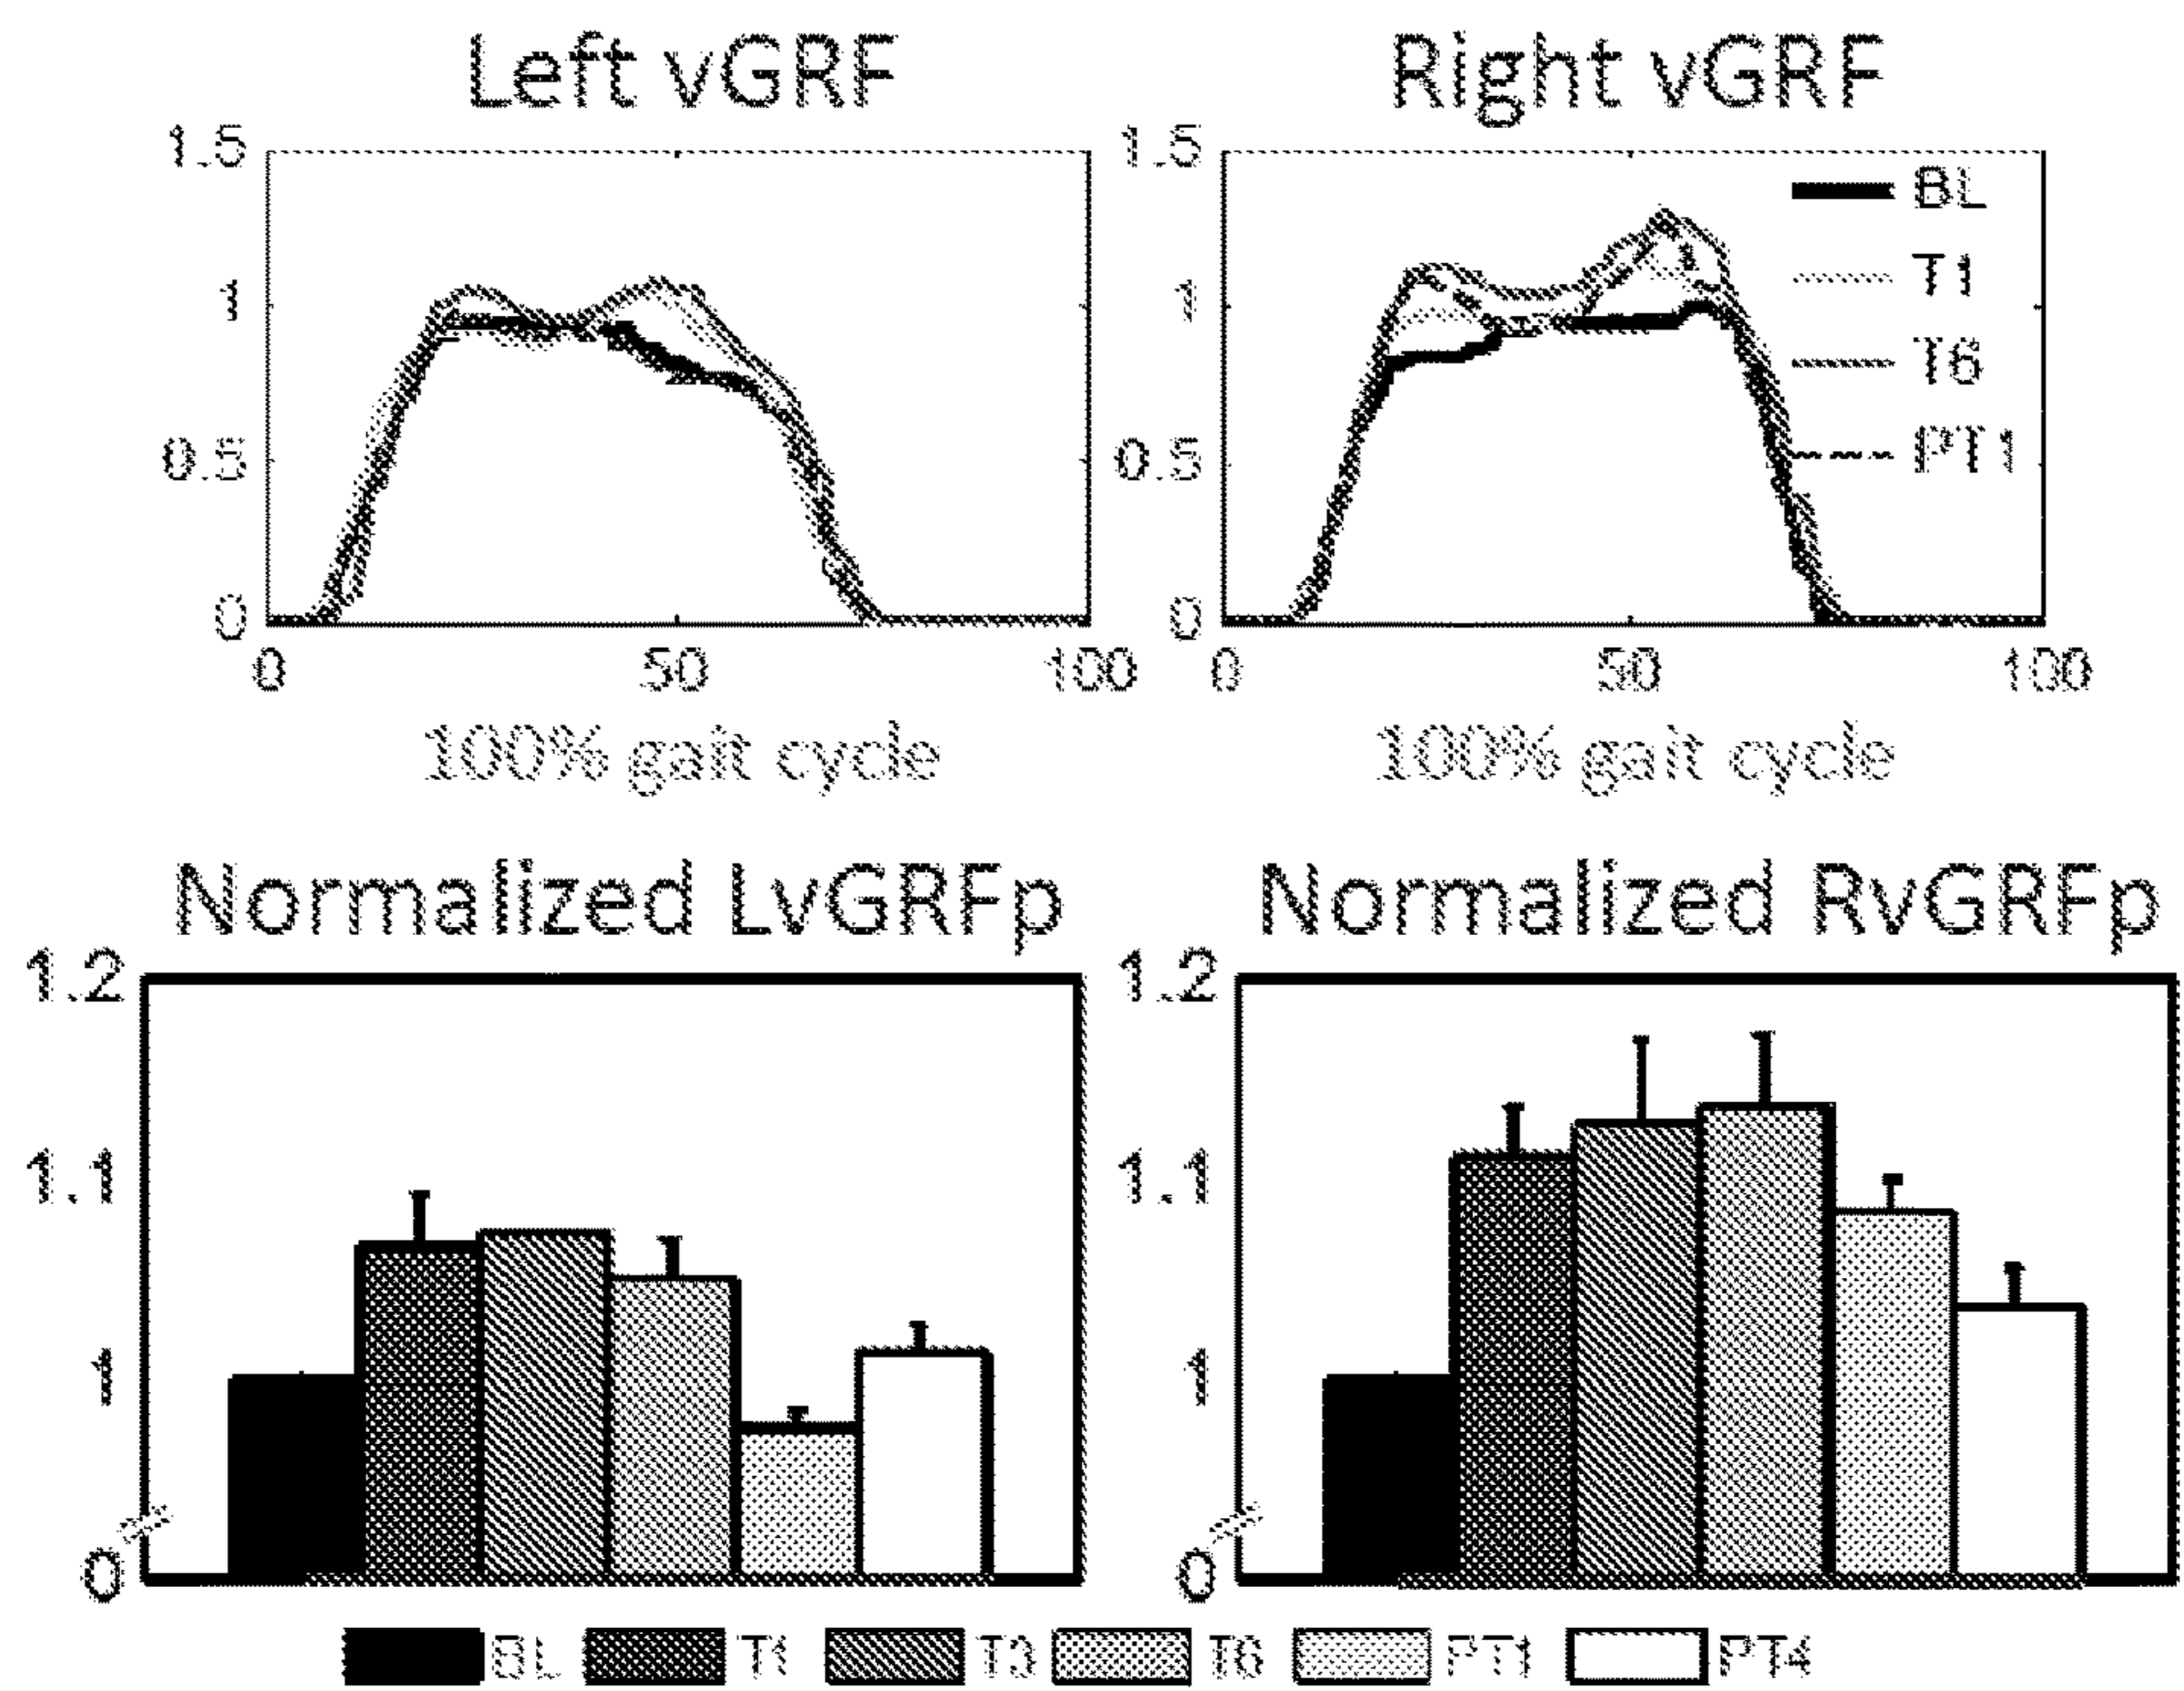 Left vGRF
1.5
1
0.5
0
0 50 100
100% gait cycle
Right vGRF
1.5
1
0.5
0
0 50 100
100% gait cycle
BL
T1
T6
PT1
Normalized LvGRFp
1.2
1.1
1
0
Normalized RvGRFp
1.2
1.1
1
0
BL T1 T3 T6 PT1 PT4